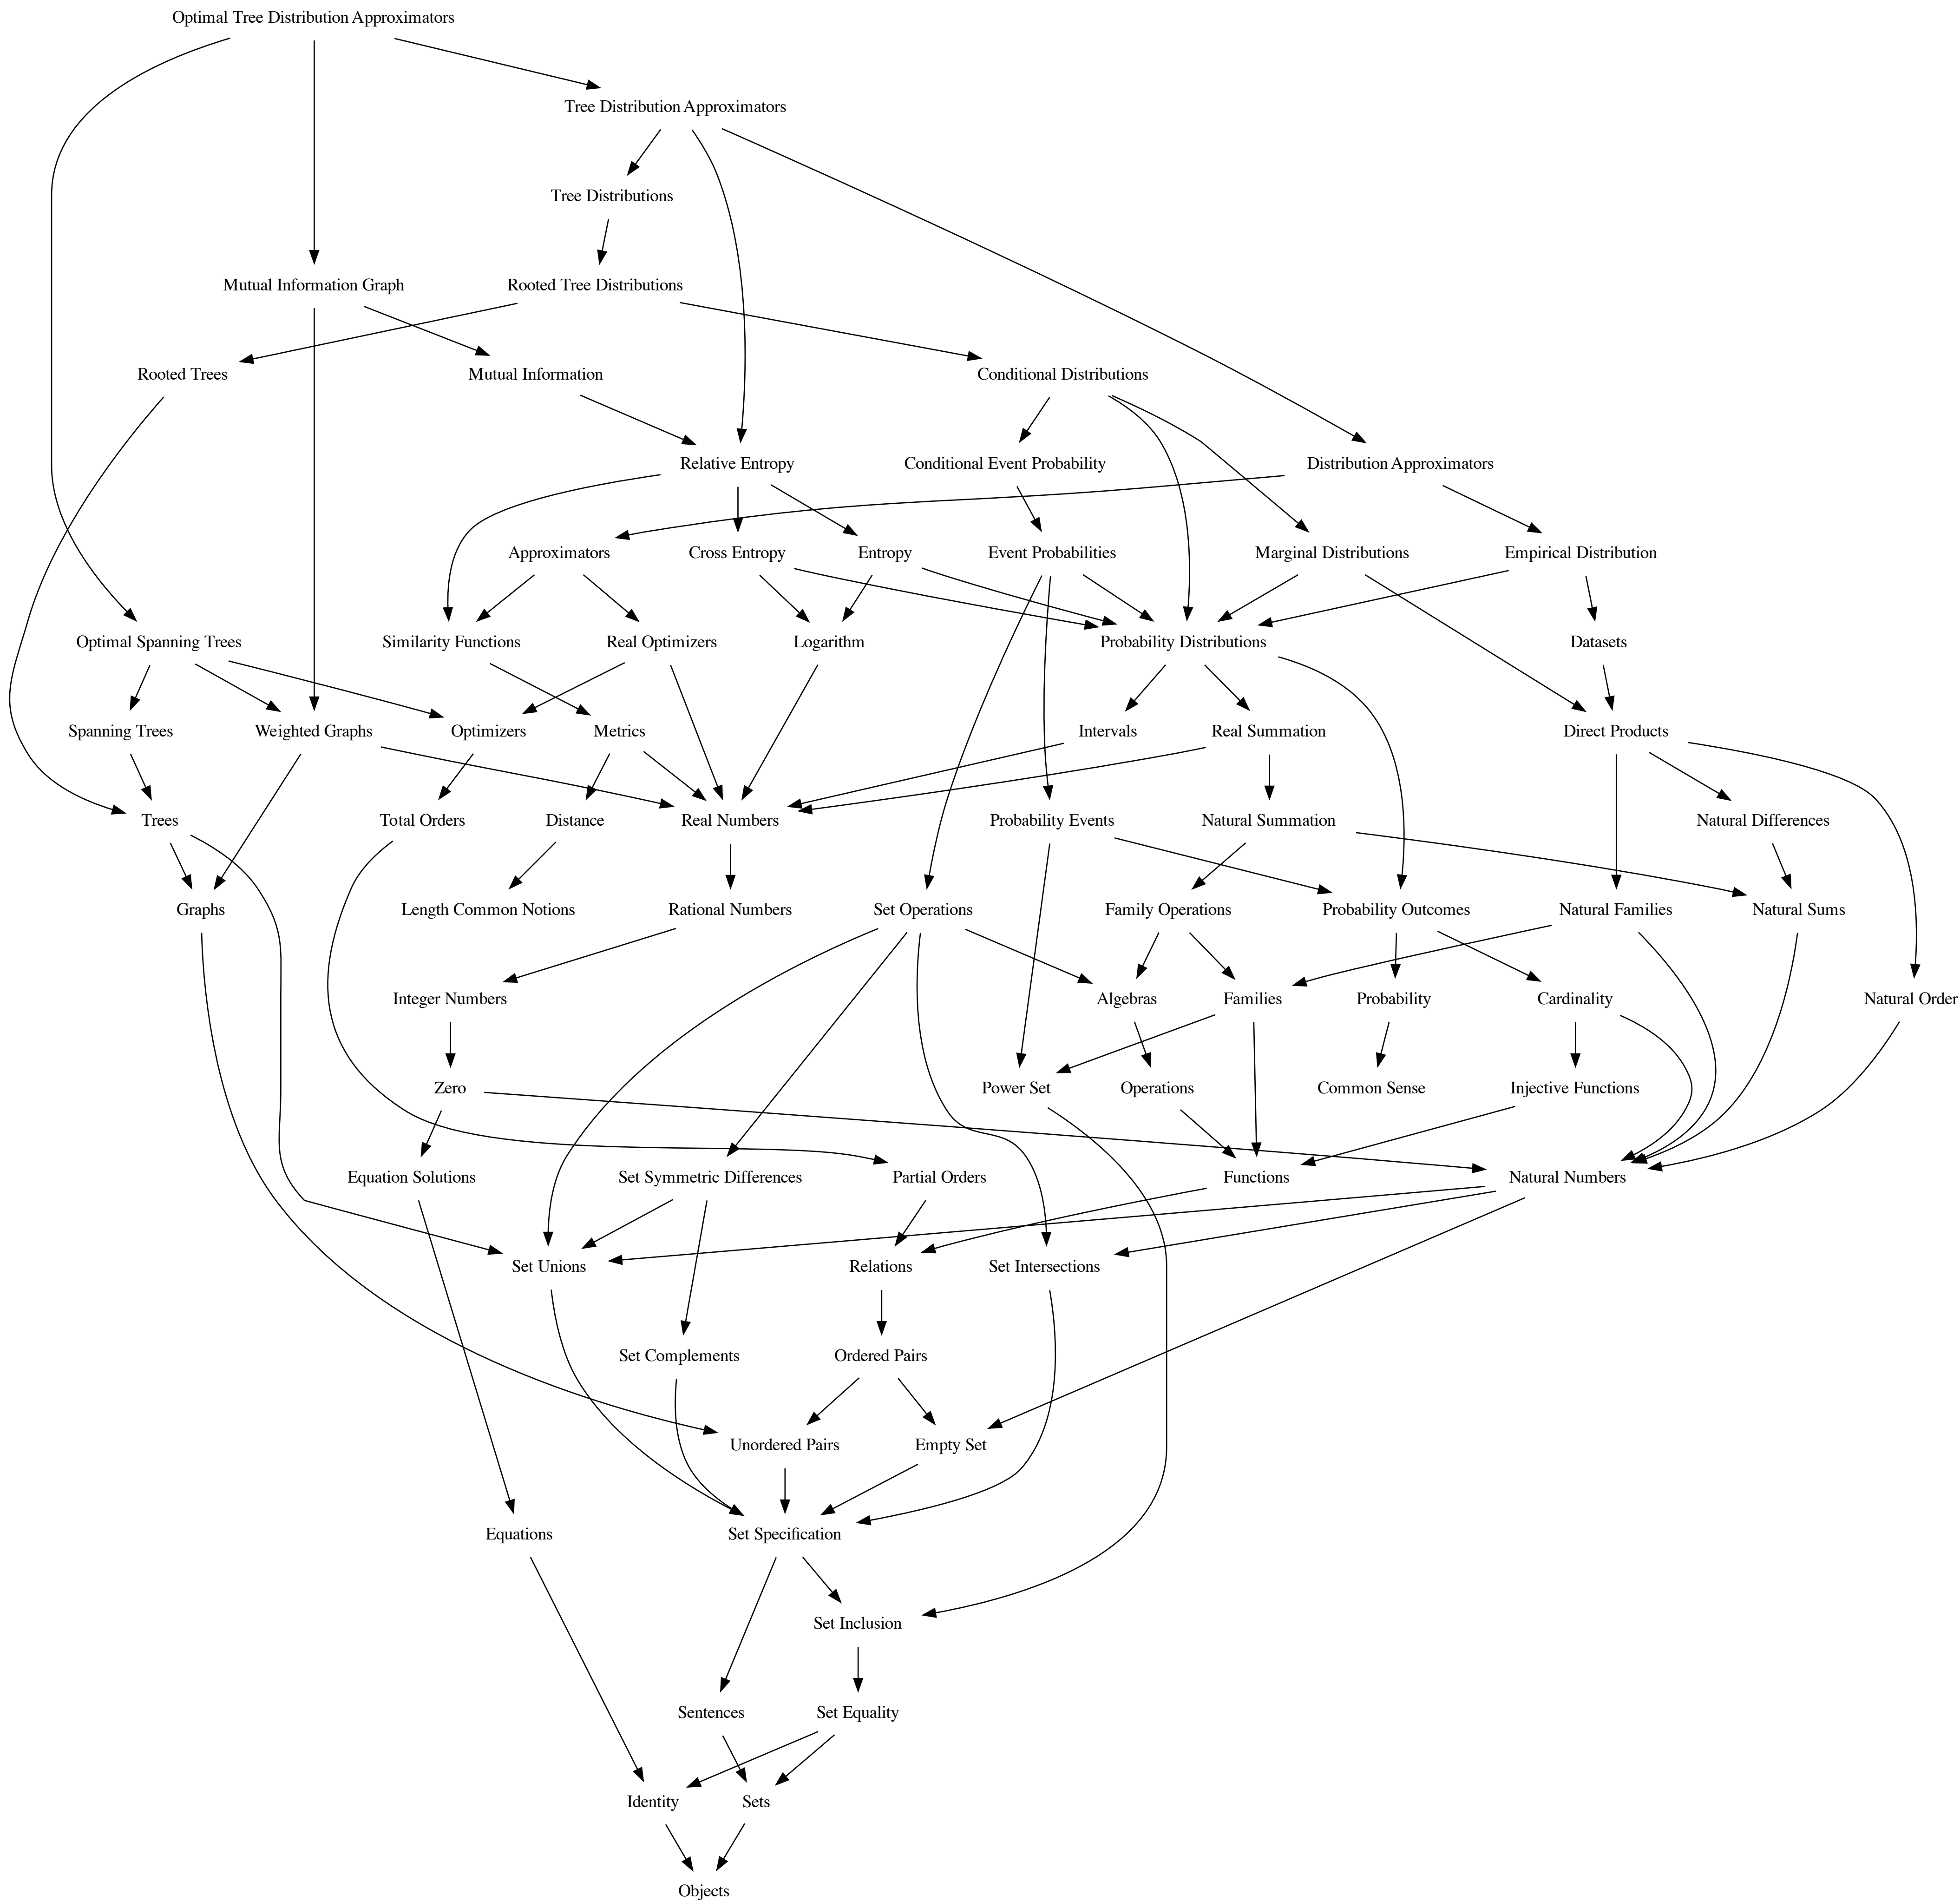 Optimal Tree Distribution Approximators
Tree Distribution Approximators
Tree Distributions
Mutual Information Graph
Rooted Tree Distributions
Rooted Trees
Mutual Information
Conditional Distributions
Relative Entropy
Conditional Event Probability
Distribution Approximators
Approximators
Cross Entropy
Entropy
Event Probabilities
Marginal Distributions
Empirical Distribution
Optimal Spanning Trees
Similarity Functions
Real Optimizers
Logarithm
Probability Distributions
Datasets
Spanning Trees
Weighted Graphs
Optimizers
Metrics
Intervals
Real Summation
Direct Products
Trees
Total Orders
Distance
Real Numbers
Probability Events
Natural Summation
Natural Differences
Graphs
Length Common Notions
Rational Numbers
Set Operations
Family Operations
Probability Outcomes
Natural Families
Natural Sums
Integer Numbers
Algebras
Families
Probability
Cardinality
Natural Order
Zero
Power Set
Operations
Common Sense
Injective Functions
Equation Solutions
Set Symmetric Differences
Partial Orders
Functions
Natural Numbers
Set Unions
Relations
Set Intersections
Set Complements
Ordered Pairs
Unordered Pairs
Empty Set
Equations
Set Specification
Set Inclusion
Sentences
Set Equality
Identity
Sets
Objects